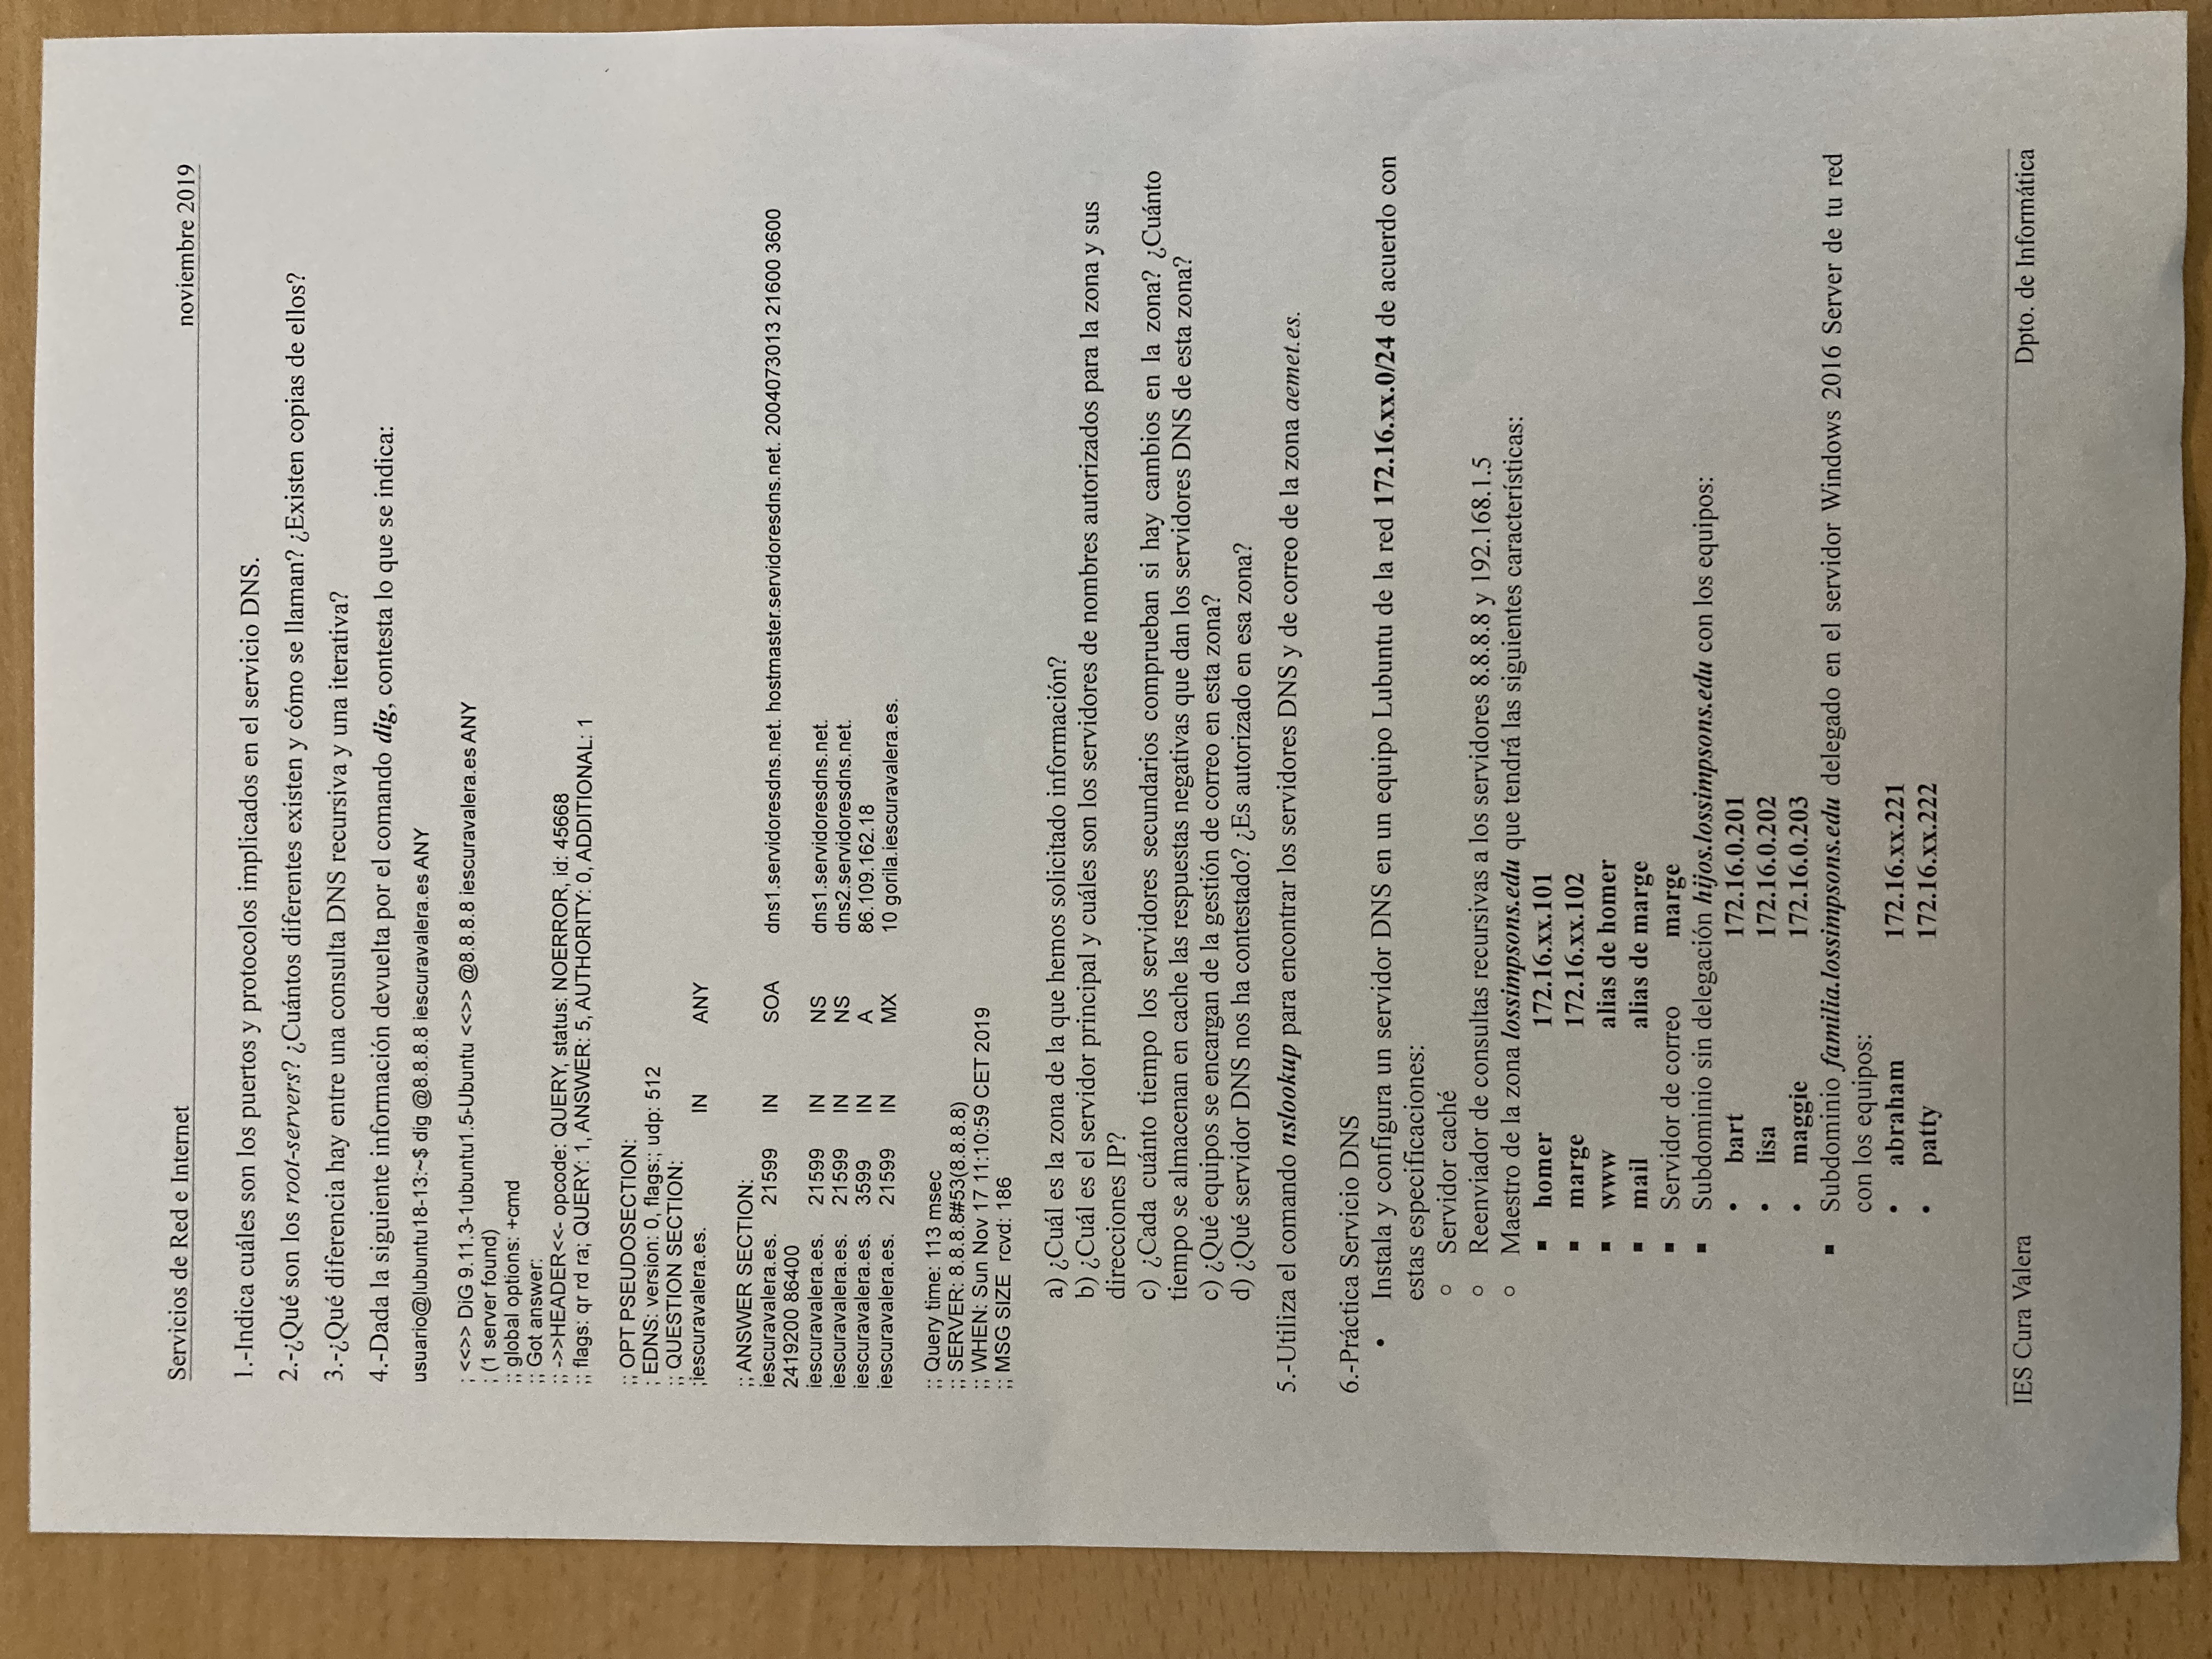 Servicios de Red e Internet noviembre 2019
1.-Indica cuáles son los puertos y protocolos implicados en el servicio DNS.
2.-¿Qué son los root-servers? ¿Cuántos diferentes existen y cómo se llaman? ¿Existen copias de ellos?
3.-¿Qué diferencia hay entre una consulta DNS recursiva y una iterativa?
4.-Dada la siguiente información devuelta por el comando dig, contesta lo que se indica:
usuario@lubuntu18-13:~$ dig @8.8.8.8 iescuravalera.es ANY
; <<>> DiG 9.11.3-1ubuntu1.5-Ubuntu <<>> @8.8.8.8 iescuravalera.es ANY
; (1 server found)
;; global options: +cmd
;; Got answer:
;; ->>HEADER<<- opcode: QUERY, status: NOERROR, id: 45668
;; flags: qr rd ra; QUERY: 1, ANSWER: 5, AUTHORITY: 0, ADDITIONAL: 1
;; OPT PSEUDOSECTION:
; EDNS: version: 0, flags:; udp: 512
;; QUESTION SECTION:
;iescuravalera.es. IN ANY
;; ANSWER SECTION:
iescuravalera.es. 21599 IN SOA dns1.servidoresdns.net. hostmaster.servidoresdns.net. 2004073013 21600 3600
2419200 86400
iescuravalera.es. 21599 IN NS dns1.servidoresdns.net.
iescuravalera.es. 21599 IN NS dns2.servidoresdns.net.
iescuravalera.es. 3599 IN A 86.109.162.18
iescuravalera.es. 21599 IN MX 10 gorila.iescuravalera.es.
;; Query time: 113 msec
;; SERVER: 8.8.8.8#53(8.8.8.8)
;; WHEN: Sun Nov 17 11:10:59 CET 2019
;; MSG SIZE rcvd: 186
a) ¿Cuál es la zona de la que hemos solicitado información?
b) ¿Cuál es el servidor principal y cuáles son los servidores de nombres autorizados para la zona y sus
direcciones IP?
c) ¿Cada cuánto tiempo los servidores secundarios comprueban si hay cambios en la zona? ¿Cuánto
tiempo se almacenan en cache las respuestas negativas que dan los servidores DNS de esta zona?
c) ¿Qué equipos se encargan de la gestión de correo en esta zona?
d) ¿Qué servidor DNS nos ha contestado? ¿Es autorizado en esa zona?
5.-Utiliza el comando nslookup para encontrar los servidores DNS y de correo de la zona aemet.es.
6.-Práctica Servicio DNS
• Instala y configura un servidor DNS en un equipo Lubuntu de la red 172.16.xx.0/24 de acuerdo con
estas especificaciones:
○ Servidor caché
○ Reenviador de consultas recursivas a los servidores 8.8.8.8 y 192.168.1.5
○ Maestro de la zona lossimpsons.edu que tendrá las siguientes características:
▪ homer 172.16.xx.101
▪ marge 172.16.xx.102
▪ www alias de homer
▪ mail alias de marge
▪ Servidor de correo marge
▪ Subdominio sin delegación hijos.lossimpsons.edu con los equipos:
• bart 172.16.0.201
• lisa 172.16.0.202
• maggie 172.16.0.203
▪ Subdominio familia.lossimpsons.edu delegado en el servidor Windows 2016 Server de tu red
con los equipos:
• abraham 172.16.xx.221
• patty 172.16.xx.222
IES Cura Valera Dpto. de Informática